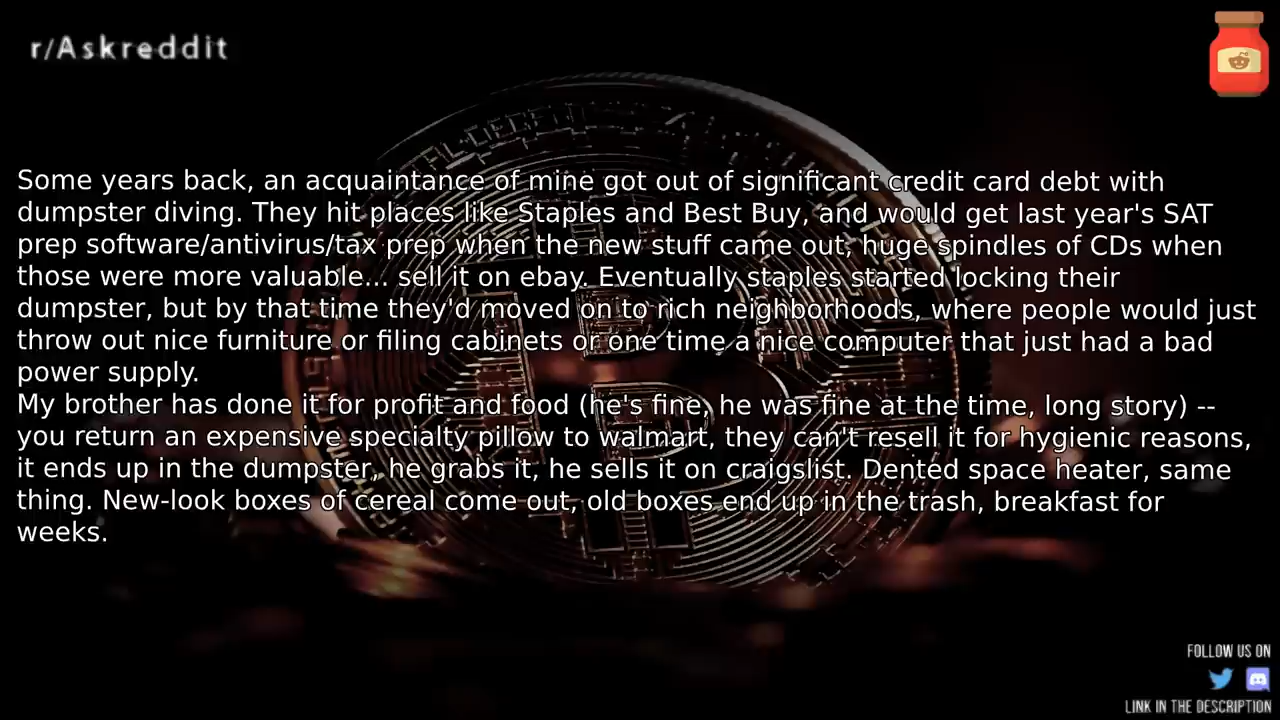 r/Askreddit
Some years back, an acquaintance of mine got out of significant credit card debt with
dumpster diving. They hit places like Staples and Best Buy, and would get last year's SAT
prep software/antivirus/tax prep when the new stuff came out, huge spindles of CDs when
those were more valuable... sell it on ebay. Eventually staples started locking their
dumpster, but by that time they'd moved on to rich neighborhoods, where people would just
throw out nice furniture or filing cabinets or one time a nice computer that just had a bad
power supply.
My brother has done it for profit and food (he's fine, he was fine at the time, long story) --
you return an expensive specialty pillow to walmart, they can't resell it for hygienic reasons,
it ends up in the dumpster, he grabs it, he sells it on craigslist. Dented space heater, same
thing. New-look boxes of cereal come out, old boxes end up in the trash, breakfast for
weeks.
FOLLOW US ON
LINK IN THE DESCRIPTION